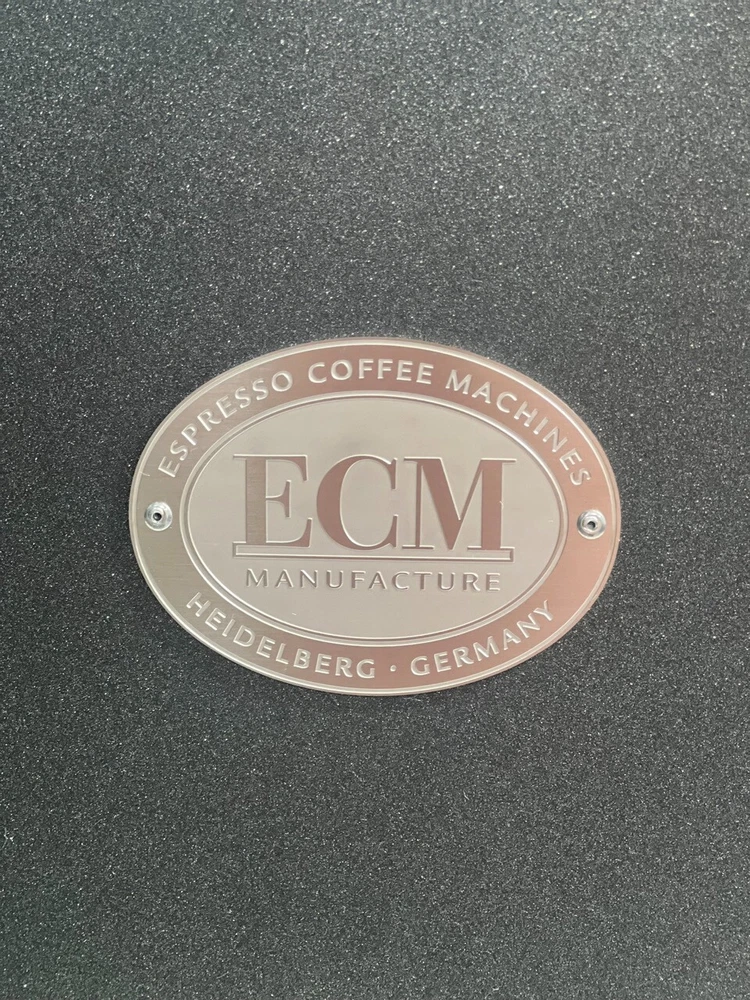 ESPRESSO COFFEE MACHINES
ECM
MANUFACTURE
HEIDELBERG · GERMANY